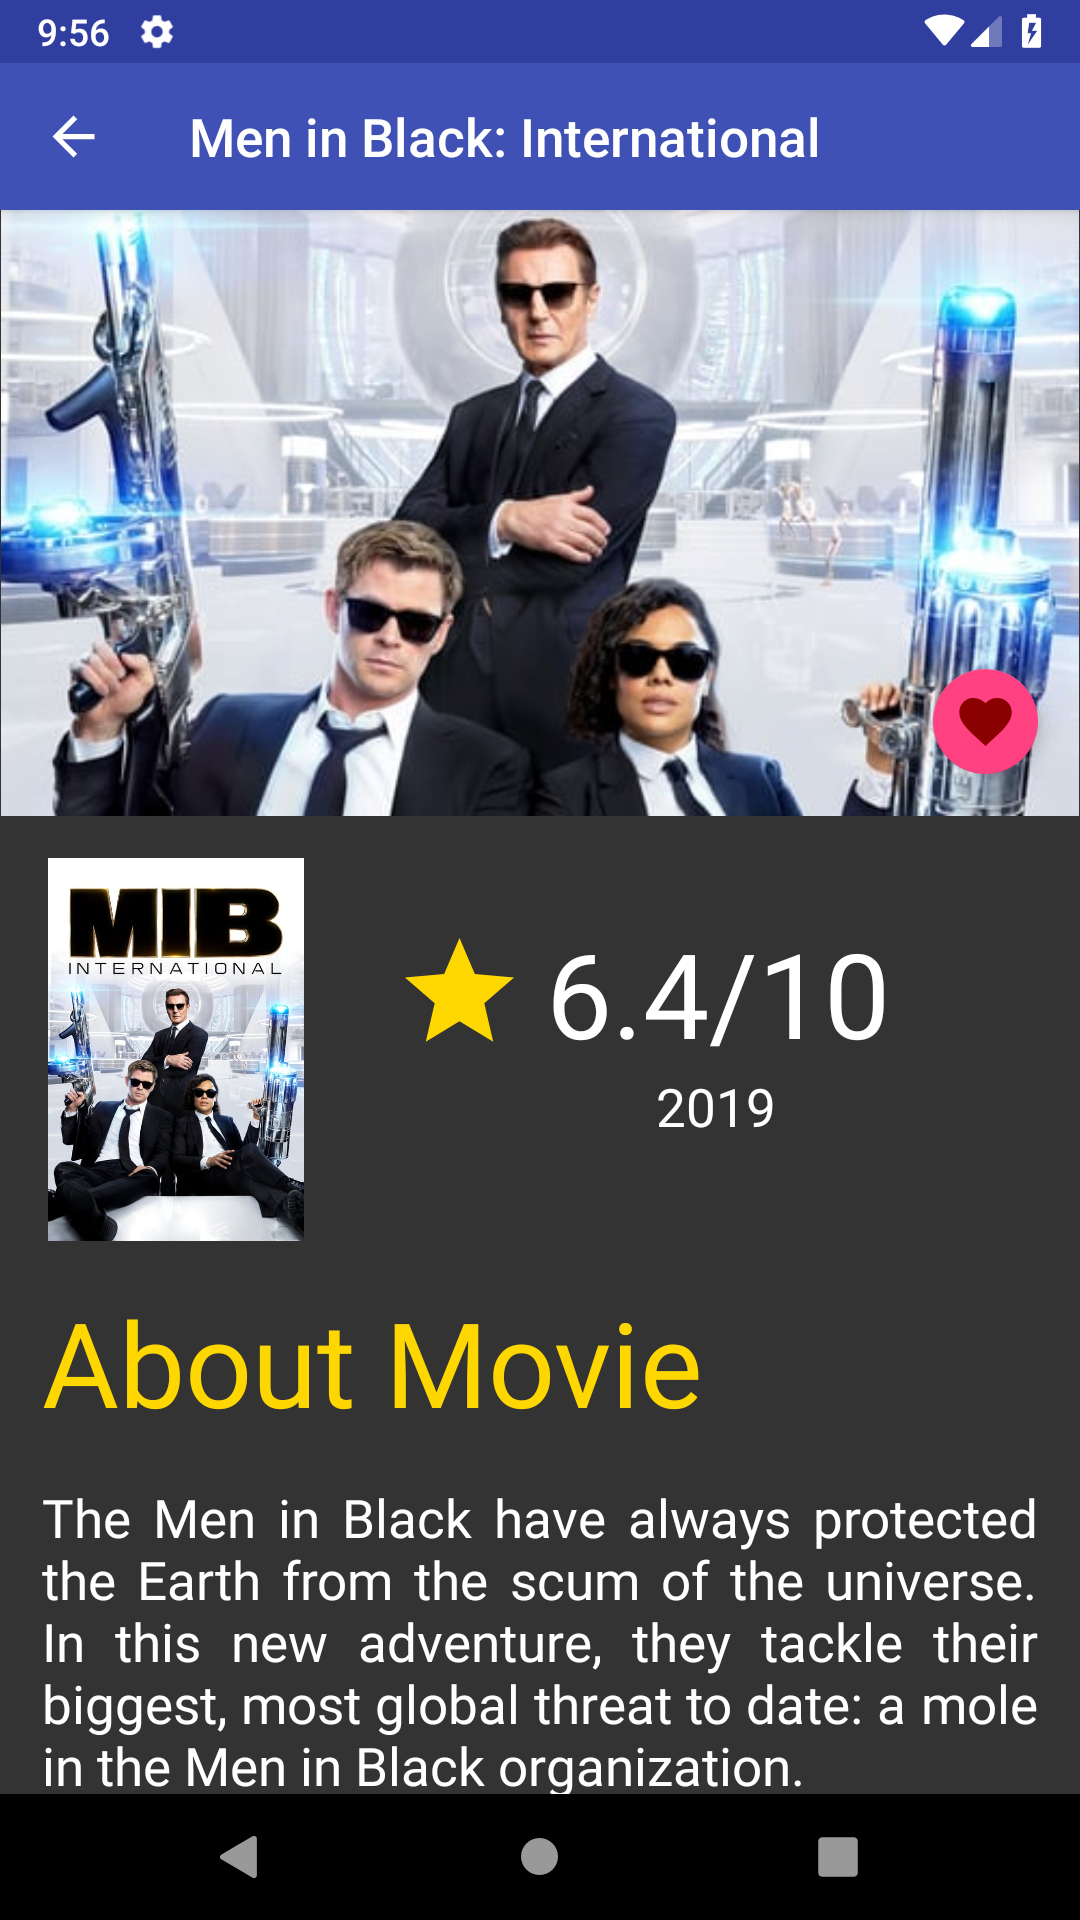 9:56
Men in Black: International
MIB
INTERNATIONAL
6.4/10
2019
About Movie
The Men in Black have always protected
the Earth from the scum of the universe.
In this new adventure, they tackle their
biggest, most global threat to date: a mole
in the Men in Black organization.